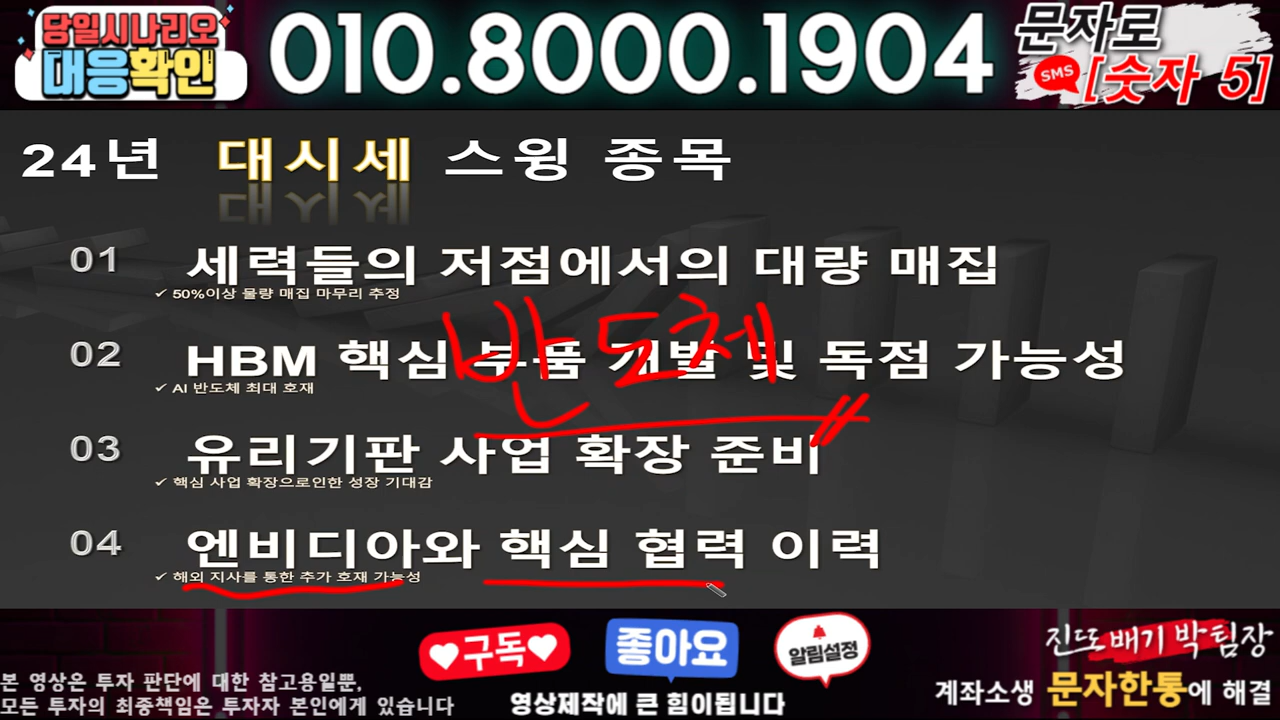 당일시나리오
대응확인
010.8000.1904
문자로
SMS
[숫자 5]
24년 대시세 스윙 종목
01 세력들의 저점에서의 대량 매집
✓ 50%이상 물량 매집 마무리 추정
반도체
02 HBM 핵심 부품 개발 및 독점 가능성
✓ AI 반도체 최대 호재
03 유리기판 사업 확장 준비
✓ 핵심 사업 확장으로인한 성장 기대감
04 엔비디아와 핵심 협력 이력
✓ 해외 지사를 통한 추가 호재 가능성
구독
좋아요
알림설정
진또배기 박팀장
본 영상은 투자 판단에 대한 참고용일뿐,
모든 투자의 최종책임은 투자자 본인에게 있습니다
영상제작에 큰 힘이됩니다
계좌소생 문자한통에 해결